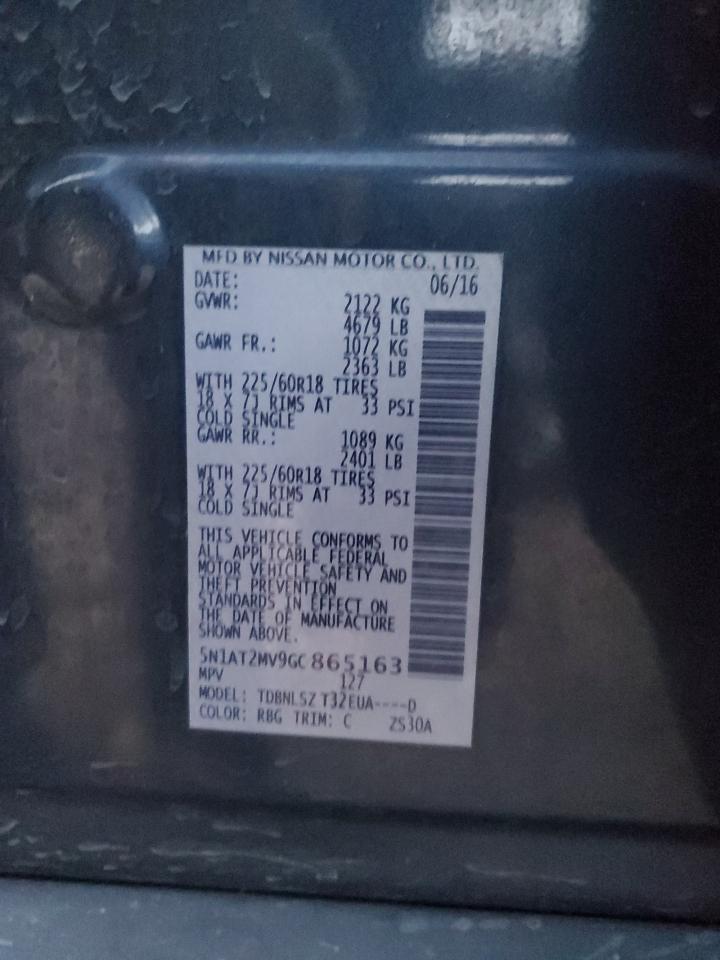 MFD BY NISSAN MOTOR CO., LTD.
DATE: 06/16
GVWR: 2122 KG
4679 LB
GAWR FR.: 1072 KG
2363 LB
WITH 225/60R18 TIRES
18 X 7J RIMS AT 33 PSI
COLD SINGLE
GAWR RR.: 1089 KG
2401 LB
WITH 225/60R18 TIRES
18 X 7J RIMS AT 33 PSI
COLD SINGLE
THIS VEHICLE CONFORMS TO
ALL APPLICABLE FEDERAL
MOTOR VEHICLE SAFETY AND
THEFT PREVENTION
STANDARDS IN EFFECT ON
THE DATE OF MANUFACTURE
SHOWN ABOVE.
5N1AT2MV9GC865163
MPV 127
MODEL: TDBNLSZ T32EUA----D
COLOR: RBG TRIM: C ZS30A